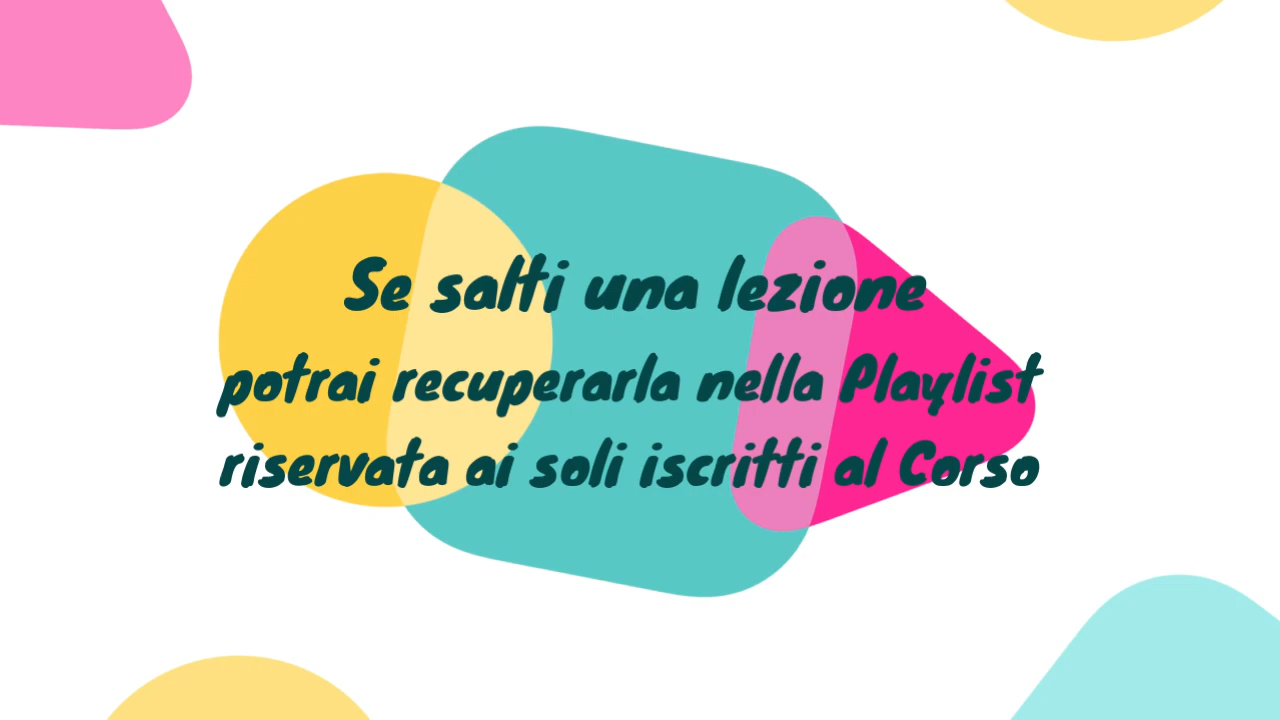 Se salti una lezione
potrai recuperarla nella Playlist
riservata ai soli iscritti al Corso